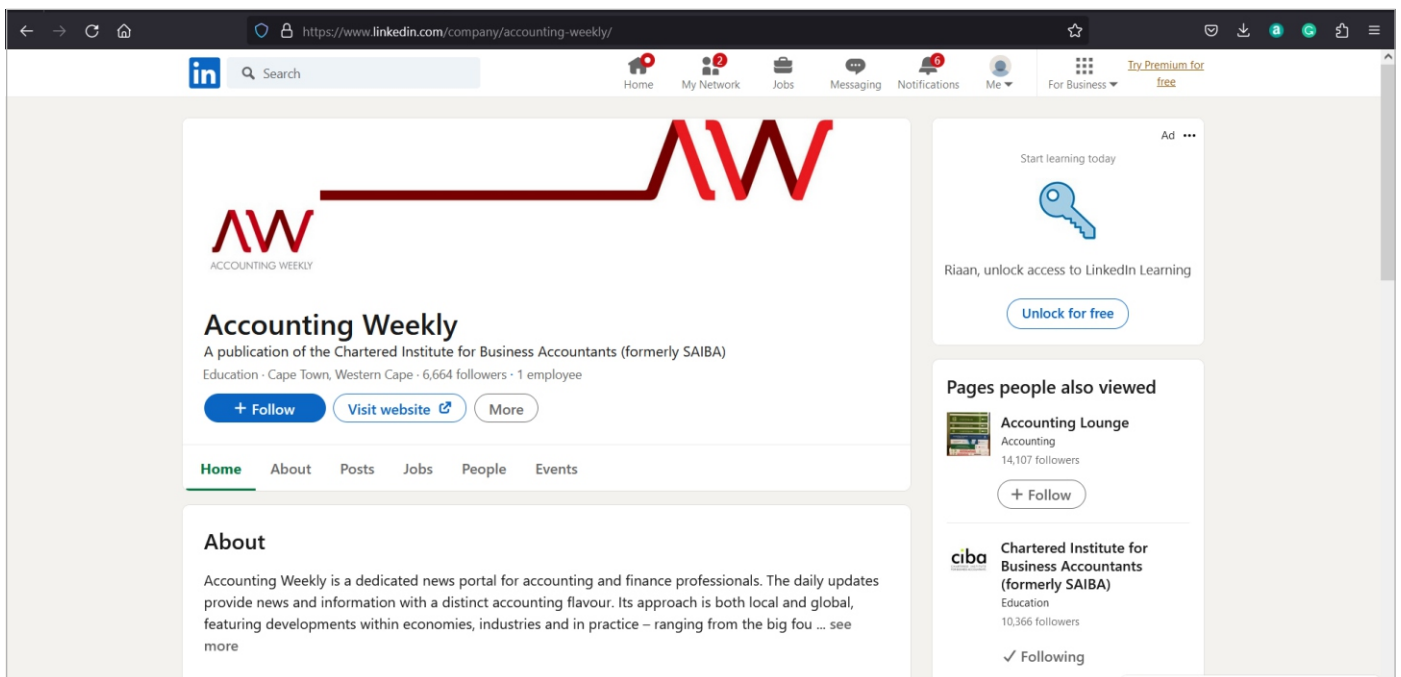 https://www.linkedin.com/company/accounting-weekly/
in
Search
Home
2
My Network
Jobs
Messaging
6
Notifications
Me
For Business
Try Premium for
free
AW
AW
ACCOUNTING WEEKLY
Accounting Weekly
A publication of the Chartered Institute for Business Accountants (formerly SAIBA)
Education · Cape Town, Western Cape · 6,664 followers · 1 employee
+ Follow
Visit website
More
Home
About
Posts
Jobs
People
Events
About
Accounting Weekly is a dedicated news portal for accounting and finance professionals. The daily updates
provide news and information with a distinct accounting flavour. Its approach is both local and global,
featuring developments within economies, industries and in practice – ranging from the big fou ... see
more
Ad
Start learning today
Riaan, unlock access to LinkedIn Learning
Unlock for free
Pages people also viewed
Accounting Lounge
Accounting
14,107 followers
+ Follow
ciba
Chartered Institute for
Business Accountants
(formerly SAIBA)
Education
10,366 followers
✓ Following